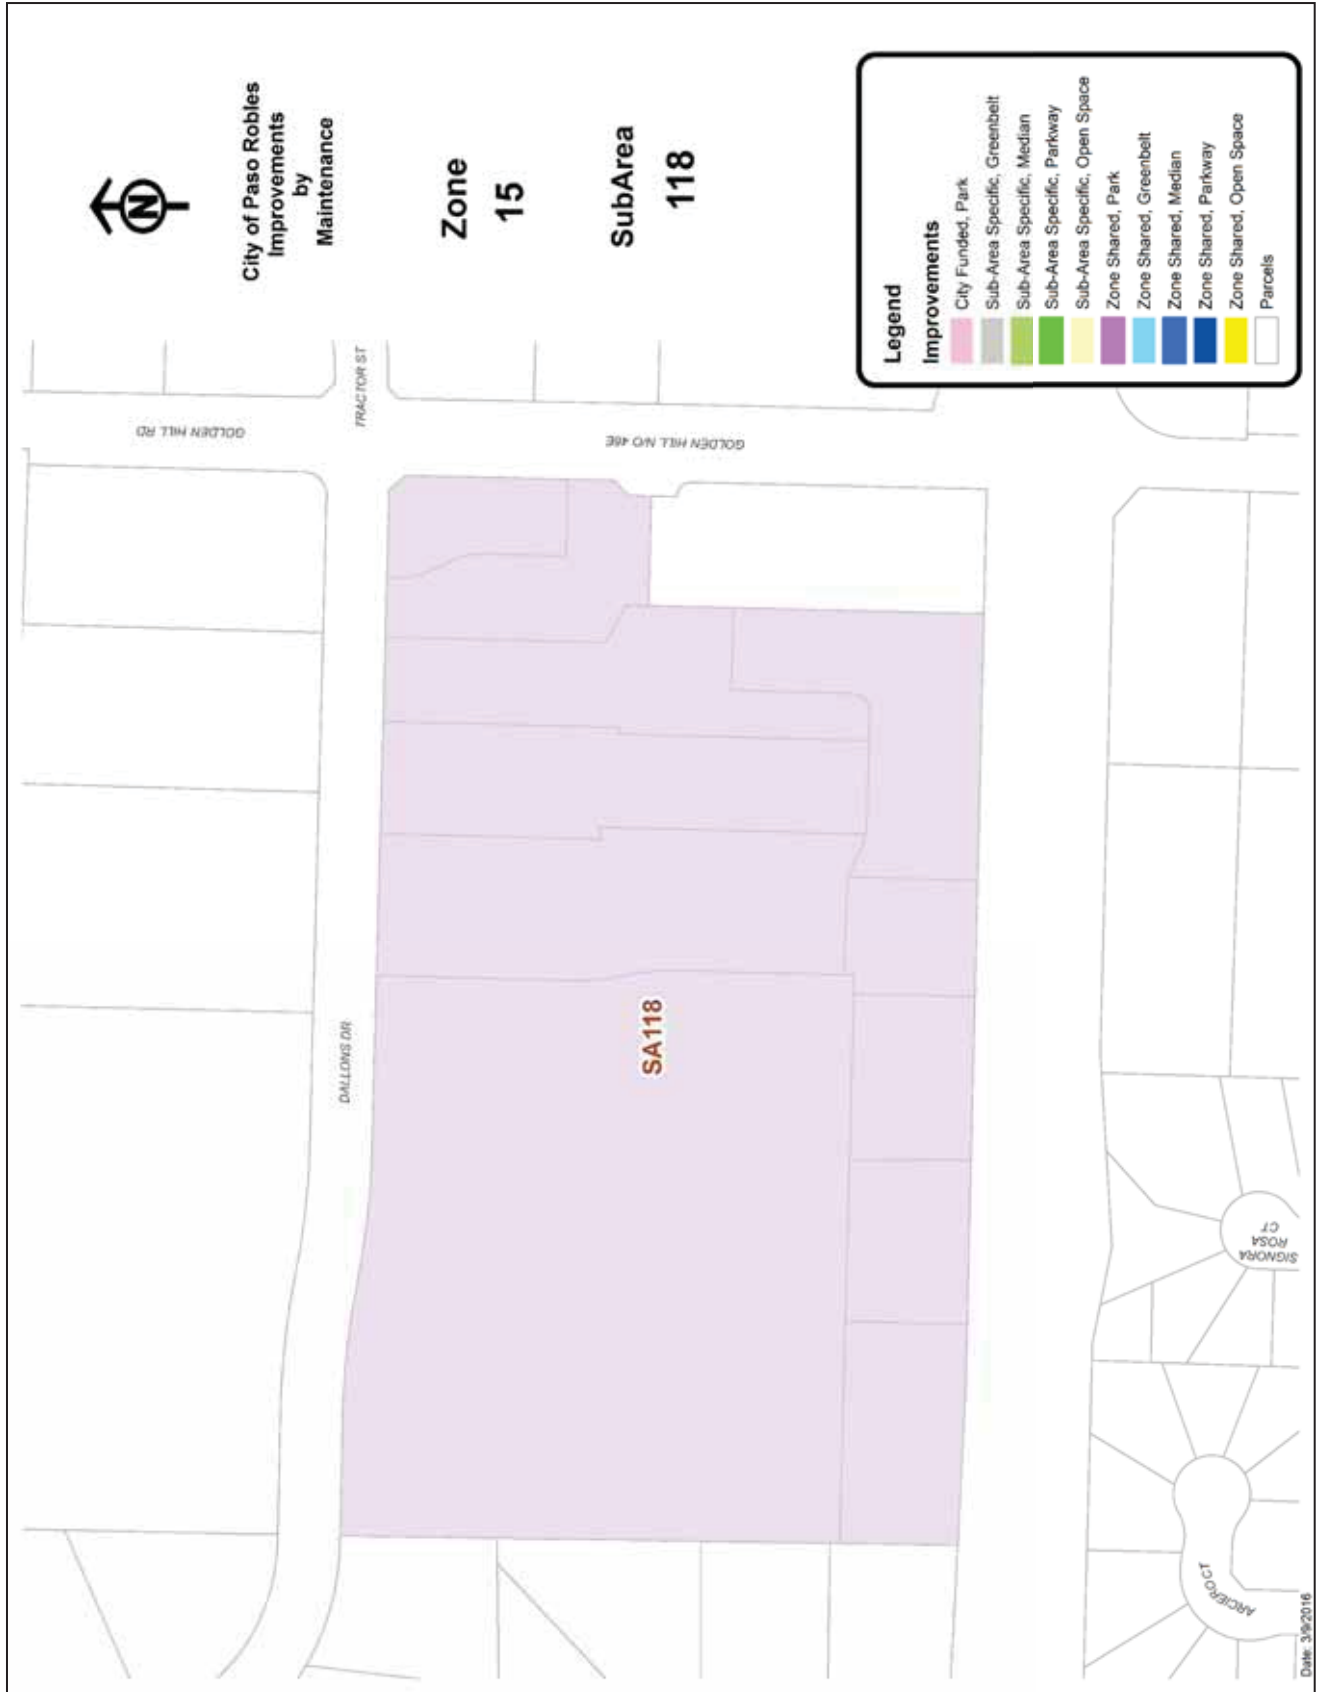 N
City of Paso Robles
Improvements
by
Maintenance
Zone
15
SubArea
118
Legend
Improvements
City Funded, Park
Sub-Area Specific, Greenbelt
Sub-Area Specific, Median
Sub-Area Specific, Parkway
Sub-Area Specific, Open Space
Zone Shared, Park
Zone Shared, Greenbelt
Zone Shared, Median
Zone Shared, Parkway
Zone Shared, Open Space
Parcels
GOLDEN HILL RD
TRACTOR ST
GOLDEN HILL N/O 46E
DALLONS DR
SA118
SIGNORA
ROSA
CT
ARCIERO CT
Date: 3/9/2016